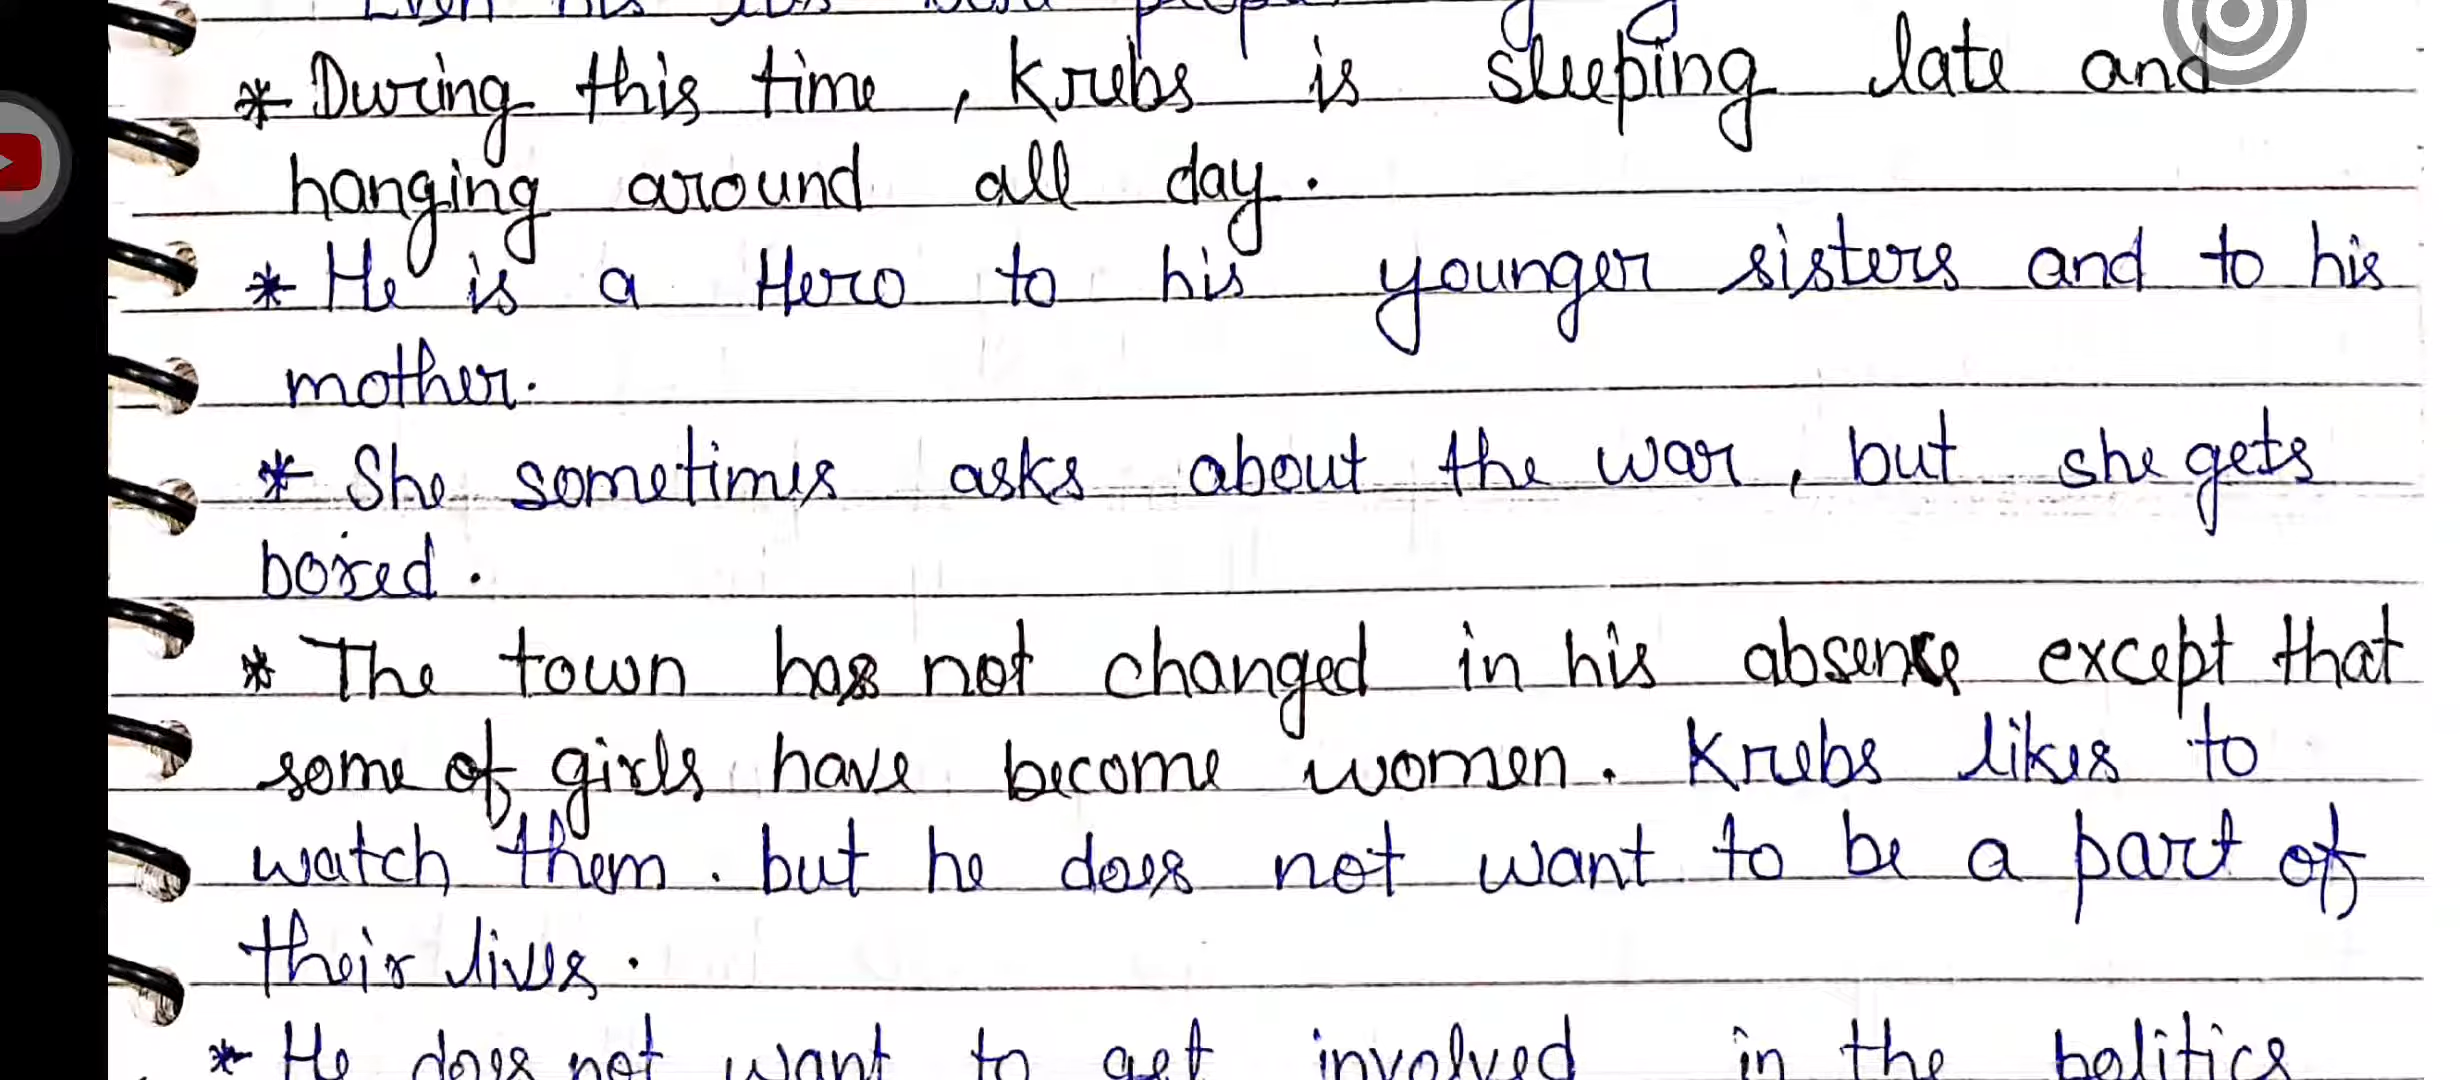 * During this time, Krebs is sleeping late and
hanging around all day.
* He is a Hero to his younger sisters and to his
mother.
* She sometimes asks about the war, but she gets
bored.
* The town has not changed in his absence except that
some of girls have become women. Krebs likes to
watch them. but he does not want to be a part of
their lives.
* He does not want to get involved in the politics